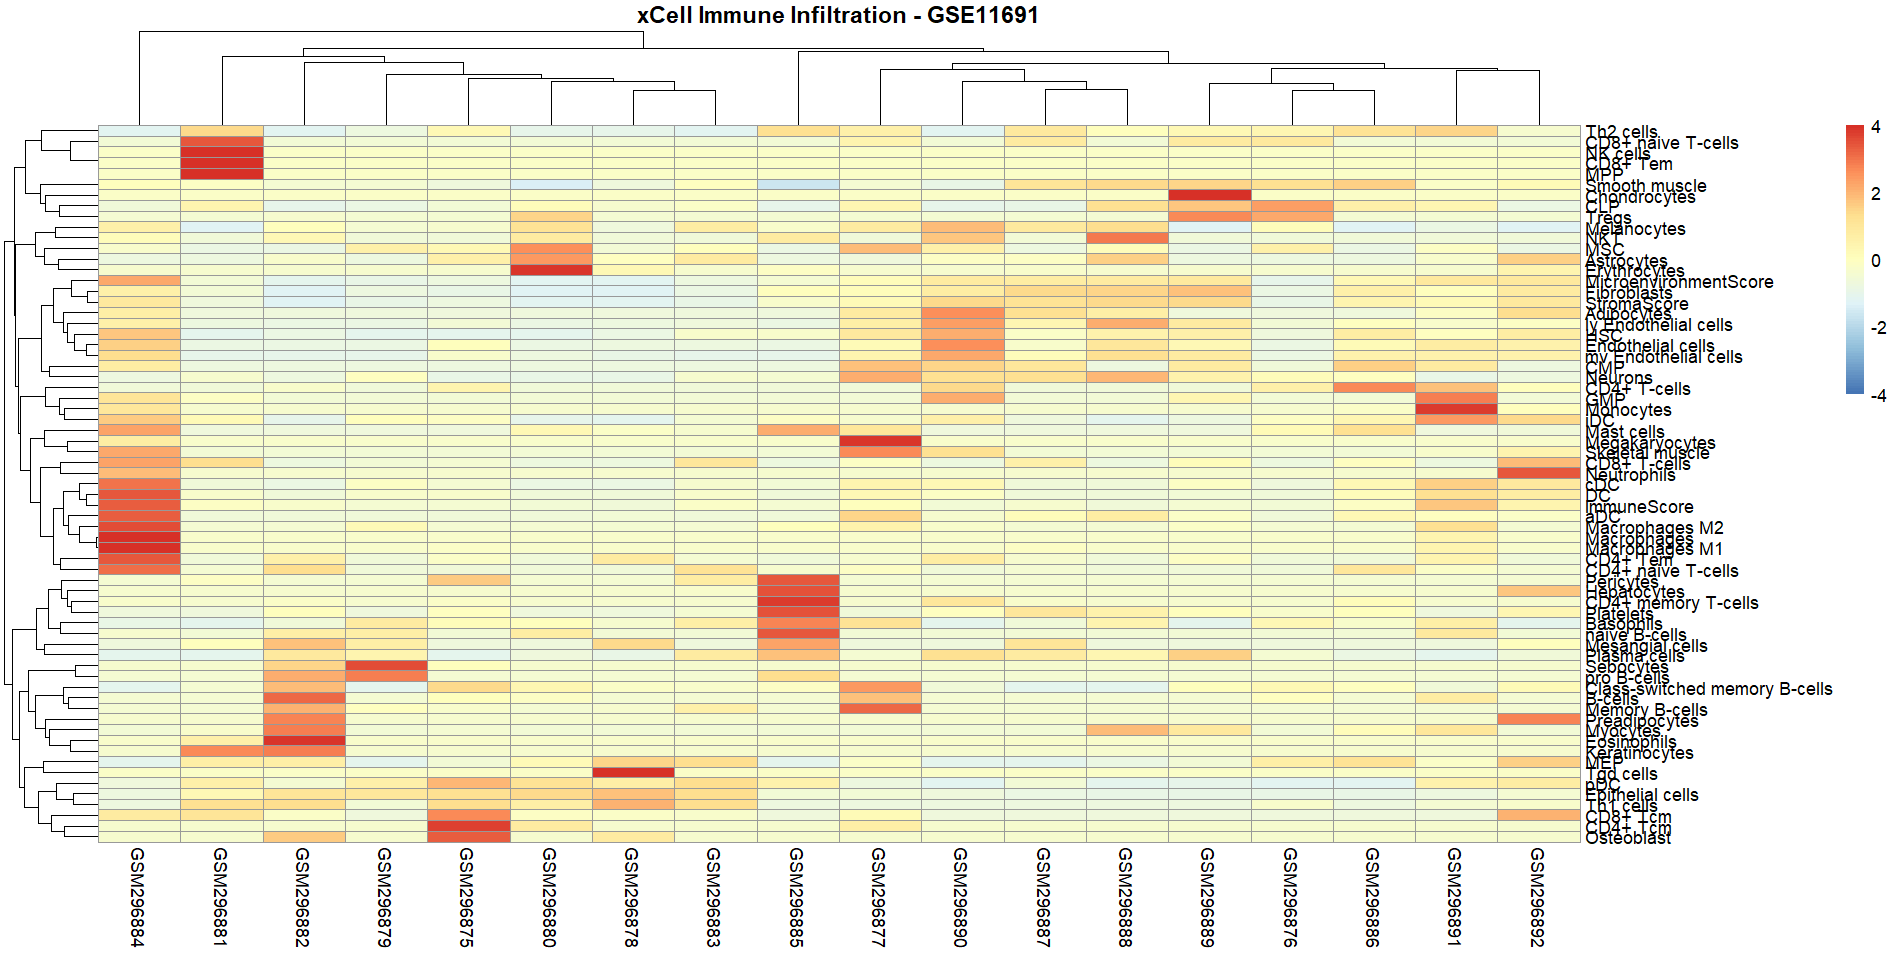 xCell Immune Infiltration - GSE11691
Th2 cells
CD8+ naive T-cells
NK cells
CD8+ Tem
MPP
Smooth muscle
Chondrocytes
CLP
Tregs
Melanocytes
NKT
MSC
Astrocytes
Erythrocytes
MicroenvironmentScore
Fibroblasts
StromaScore
Adipocytes
ly Endothelial cells
HSC
Endothelial cells
mv Endothelial cells
CMP
Neurons
CD4+ T-cells
GMP
Monocytes
iDC
Mast cells
Megakaryocytes
Skeletal muscle
CD8+ T-cells
Neutrophils
cDC
DC
ImmuneScore
aDC
Macrophages M2
Macrophages
Macrophages M1
CD4+ Tem
CD4+ naive T-cells
Pericytes
Hepatocytes
CD4+ memory T-cells
Platelets
Basophils
naive B-cells
Mesangial cells
Plasma cells
Sebocytes
pro B-cells
Class-switched memory B-cells
B-cells
Memory B-cells
Preadipocytes
Myocytes
Eosinophils
Keratinocytes
MEP
Tgd cells
pDC
Epithelial cells
Th1 cells
CD8+ Tcm
CD4+ Tcm
Osteoblast
4
2
0
-2
-4
GSM296884
GSM296881
GSM296882
GSM296879
GSM296875
GSM296880
GSM296878
GSM296883
GSM296885
GSM296877
GSM296890
GSM296887
GSM296888
GSM296889
GSM296876
GSM296886
GSM296891
GSM296892